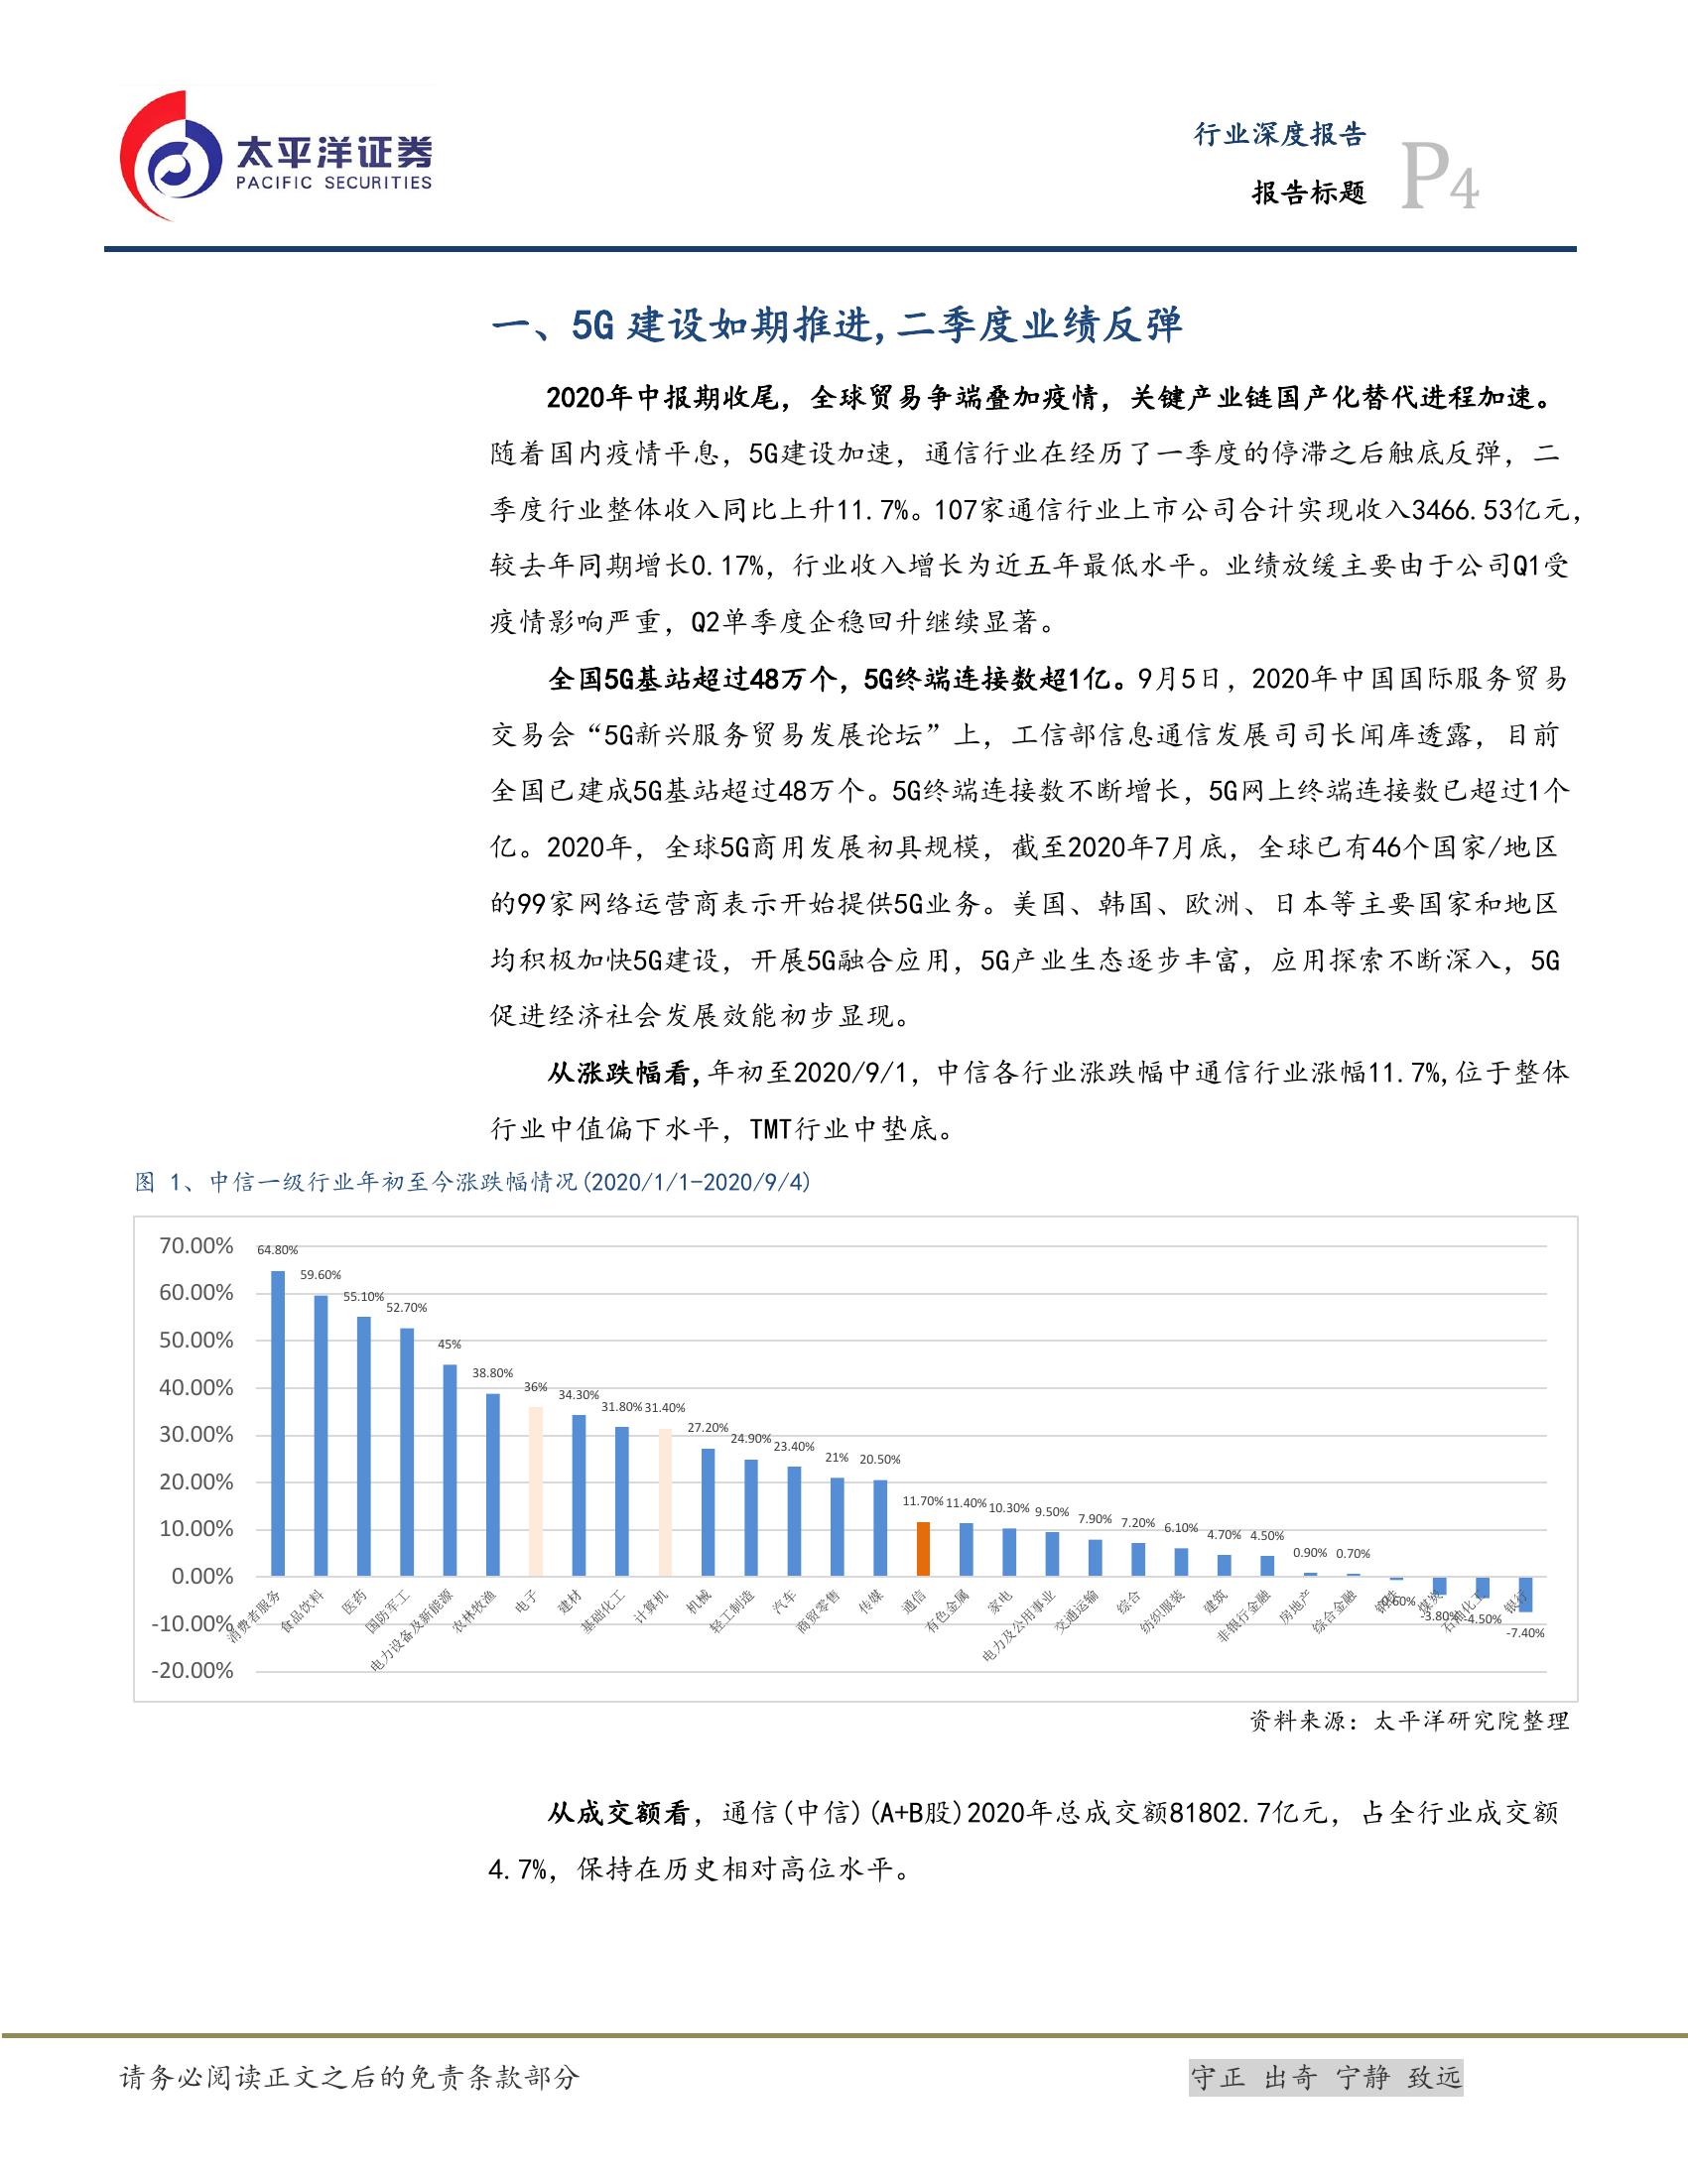 太平洋证券
PACIFIC SECURITIES
行业深度报告
报告标题
P4
一、5G 建设如期推进,二季度业绩反弹
2020年中报期收尾，全球贸易争端叠加疫情，关键产业链国产化替代进程加速。
随着国内疫情平息，5G建设加速，通信行业在经历了一季度的停滞之后触底反弹，二
季度行业整体收入同比上升11.7%。107家通信行业上市公司合计实现收入3466.53亿元，
较去年同期增长0.17%，行业收入增长为近五年最低水平。业绩放缓主要由于公司Q1受
疫情影响严重，Q2单季度企稳回升继续显著。
全国5G基站超过48万个，5G终端连接数超1亿。9月5日，2020年中国国际服务贸易
交易会“5G新兴服务贸易发展论坛”上，工信部信息通信发展司司长闻库透露，目前
全国已建成5G基站超过48万个。5G终端连接数不断增长，5G网上终端连接数已超过1个
亿。2020年，全球5G商用发展初具规模，截至2020年7月底，全球已有46个国家/地区
的99家网络运营商表示开始提供5G业务。美国、韩国、欧洲、日本等主要国家和地区
均积极加快5G建设，开展5G融合应用，5G产业生态逐步丰富，应用探索不断深入，5G
促进经济社会发展效能初步显现。
从涨跌幅看,年初至2020/9/1，中信各行业涨跌幅中通信行业涨幅11.7%,位于整体
行业中值偏下水平，TMT行业中垫底。
图 1、中信一级行业年初至今涨跌幅情况(2020/1/1-2020/9/4)
70.00%
60.00%
50.00%
40.00%
30.00%
20.00%
10.00%
0.00%
-10.00%
-20.00%
64.80%
59.60%
55.10%
52.70%
45%
38.80%
36%
34.30%
31.80%
31.40%
27.20%
24.90%
23.40%
21%
20.50%
11.70%
11.40%
10.30%
9.50%
7.90%
7.20%
6.10%
4.70%
4.50%
0.90%
0.70%
-0.60%
-3.80%
-4.50%
-7.40%
消费者服务
食品饮料
医药
国防军工
电力设备及新能源
农林牧渔
电子
建材
基础化工
计算机
机械
轻工制造
汽车
商贸零售
传媒
通信
有色金属
家电
电力及公用事业
交通运输
综合
纺织服装
建筑
非银行金融
房地产
综合金融
钢铁
煤炭
石油化工
银行
资料来源：太平洋研究院整理
从成交额看，通信(中信)(A+B股)2020年总成交额81802.7亿元，占全行业成交额
4.7%，保持在历史相对高位水平。
请务必阅读正文之后的免责条款部分
守正 出奇 宁静 致远